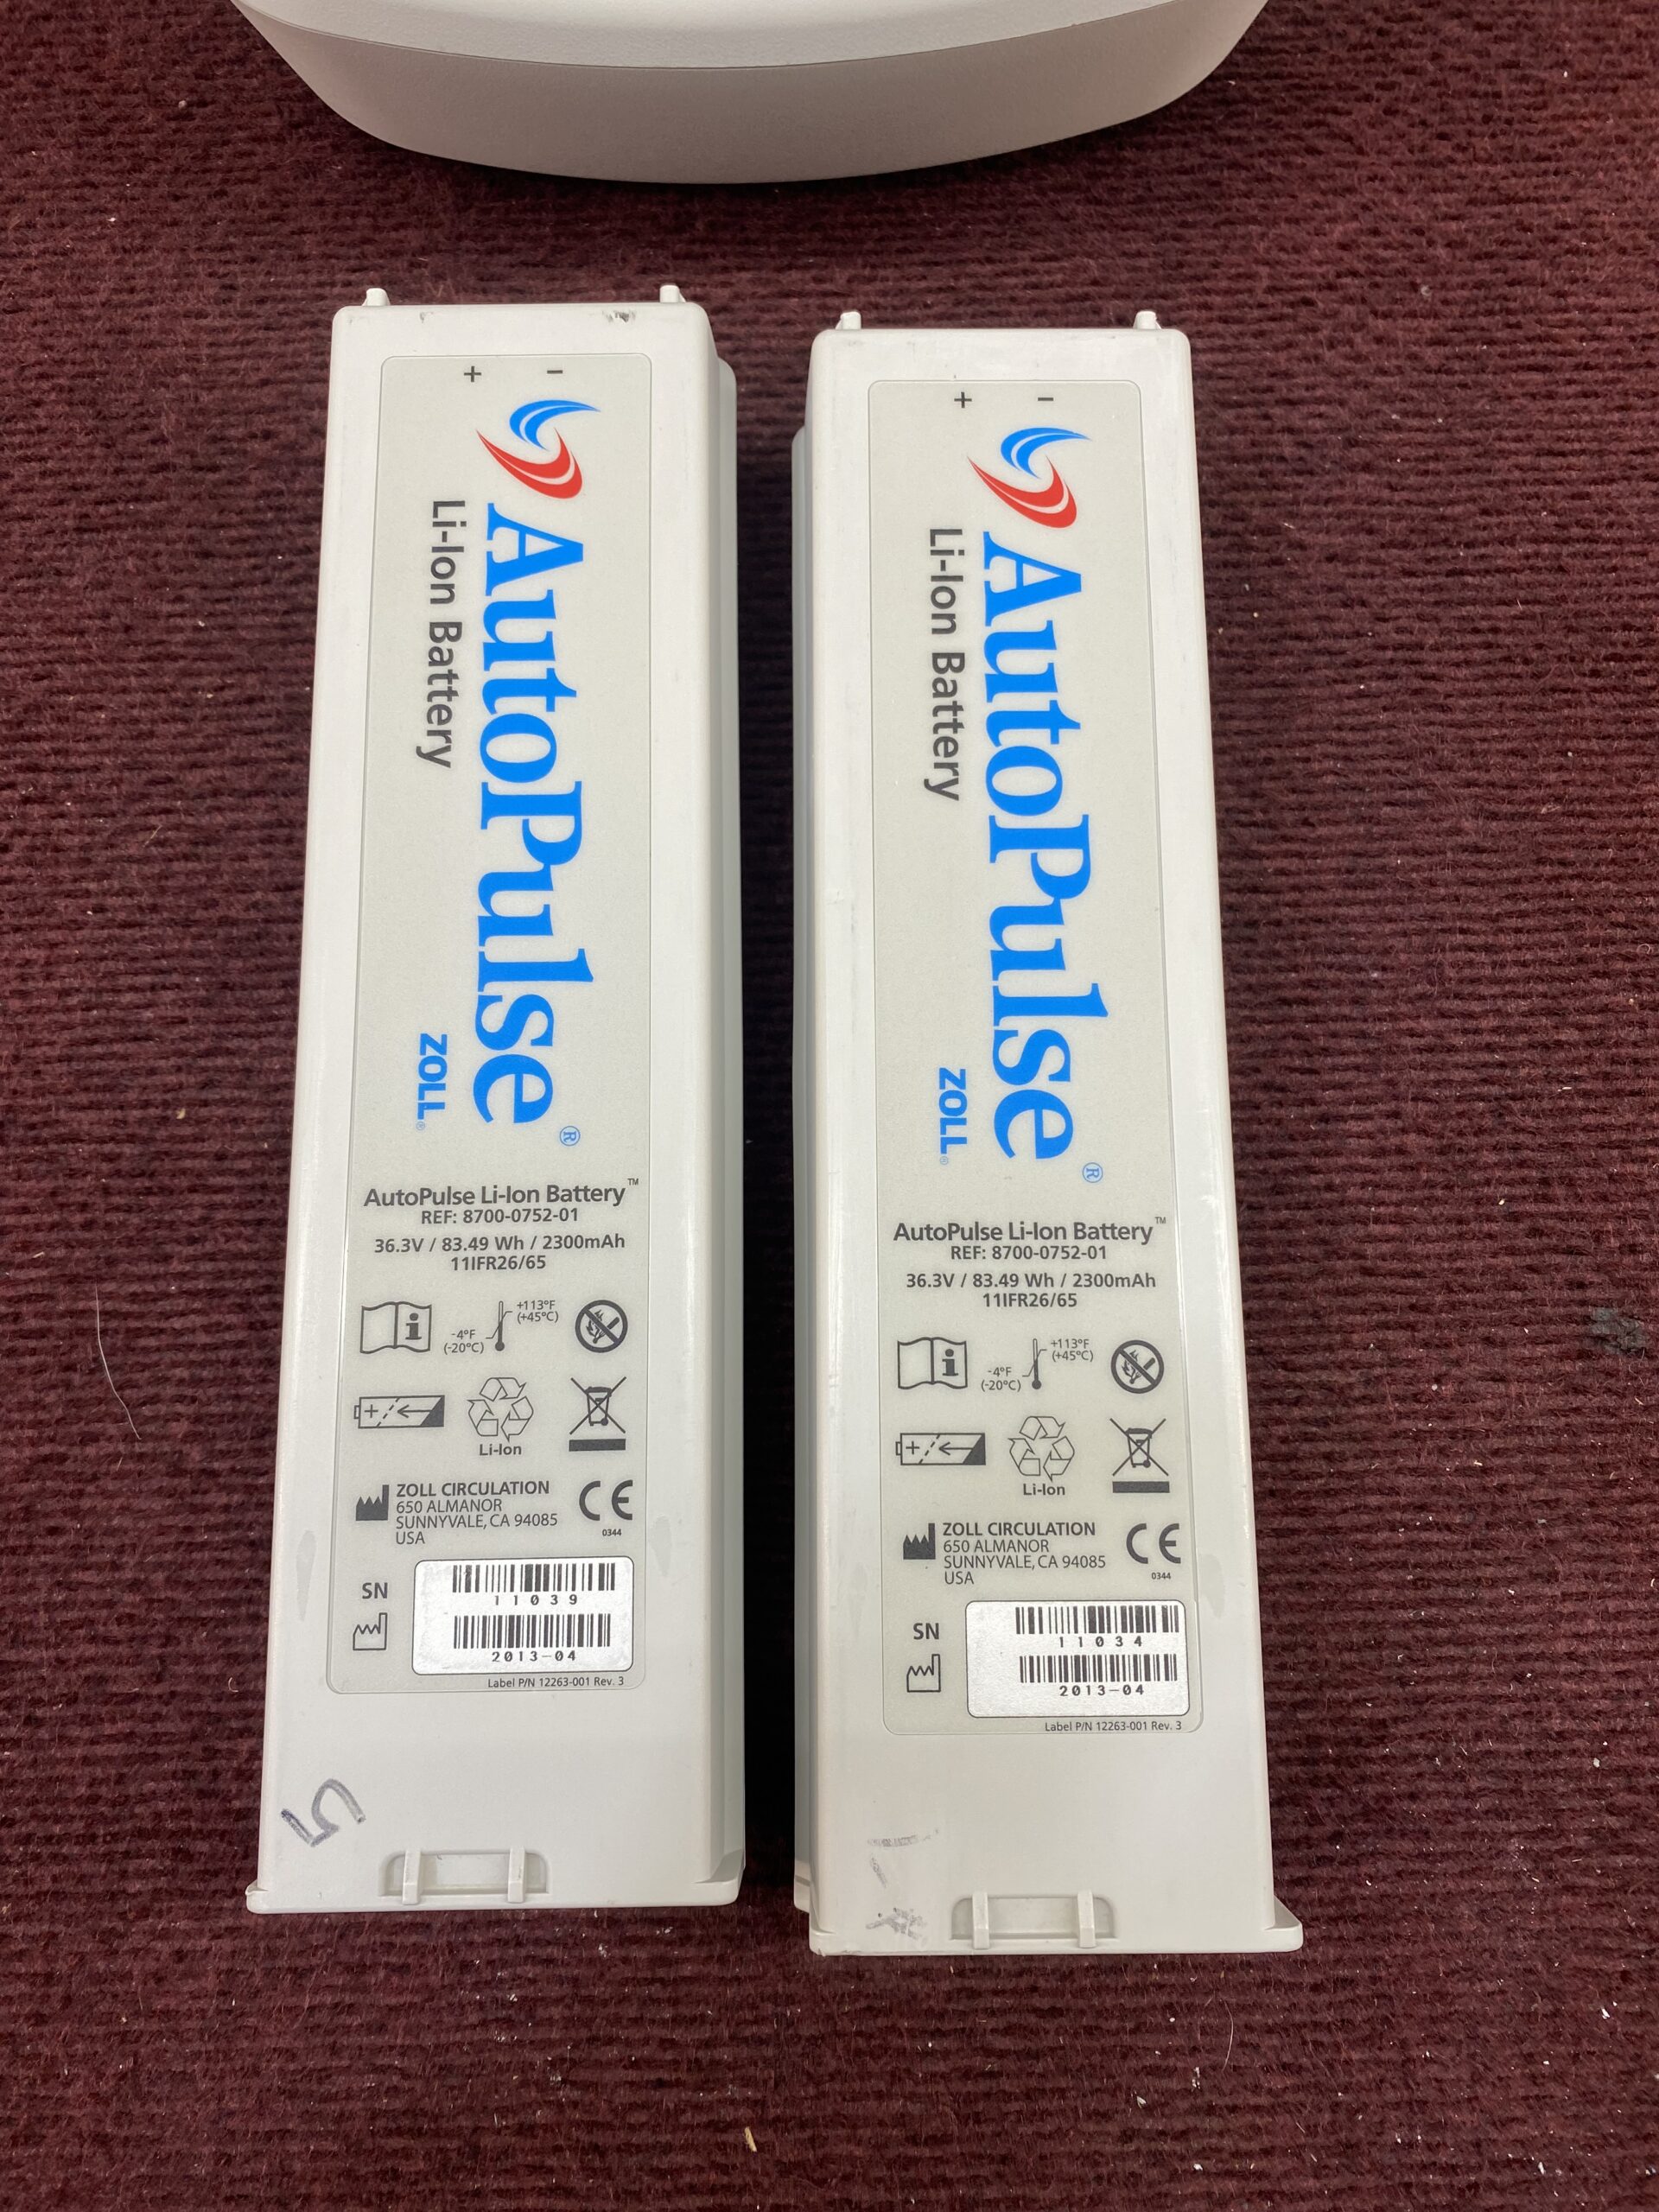 + −
AutoPulse®
Li-Ion Battery
ZOLL®
AutoPulse Li-Ion Battery™
REF: 8700-0752-01
36.3V / 83.49 Wh / 2300mAh
11IFR26/65
i
+113°F
(+45°C)
-4°F
(-20°C)
+
Li-Ion
ZOLL CIRCULATION
650 ALMANOR
SUNNYVALE, CA 94085
USA
CE
0344
SN
11039
2013-04
Label P/N 12263-001 Rev. 3
5
+ −
AutoPulse®
Li-Ion Battery
ZOLL®
AutoPulse Li-Ion Battery™
REF: 8700-0752-01
36.3V / 83.49 Wh / 2300mAh
11IFR26/65
i
+113°F
(+45°C)
-4°F
(-20°C)
+
Li-Ion
ZOLL CIRCULATION
650 ALMANOR
SUNNYVALE, CA 94085
USA
CE
0344
SN
11034
2013-04
Label P/N 12263-001 Rev. 3